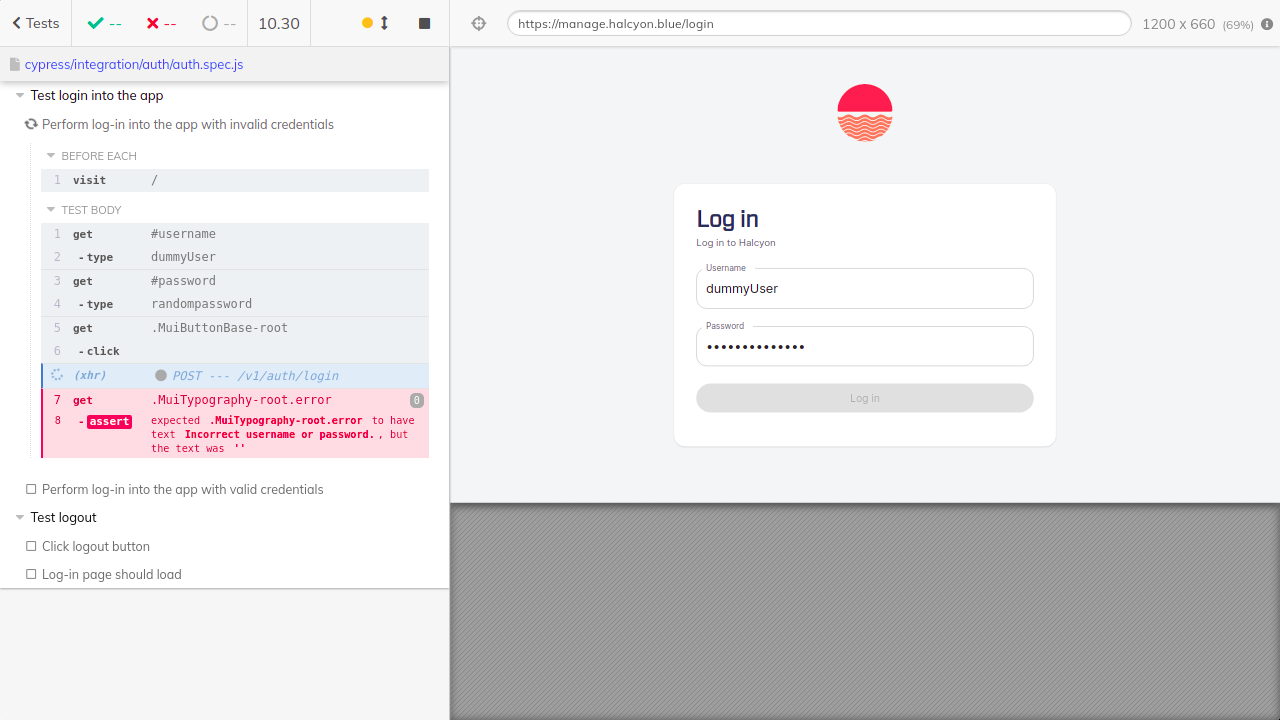 Tests -- -- -- 10.30
https://manage.halcyon.blue/login 1200 x 660 (69%)
cypress/integration/auth/auth.spec.js
Test login into the app
Perform log-in into the app with invalid credentials
BEFORE EACH
1 visit /
TEST BODY
1 get #username
2 - type dummyUser
3 get #password
4 - type randompassword
5 get .MuiButtonBase-root
6 - click
(xhr) POST --- /v1/auth/login
7 get .MuiTypography-root.error 0
8 - assert expected .MuiTypography-root.error to have
text Incorrect username or password. , but
the text was ''
Perform log-in into the app with valid credentials
Test logout
Click logout button
Log-in page should load
Log in
Log in to Halcyon
Username
dummyUser
Password
••••••••••••••
Log in